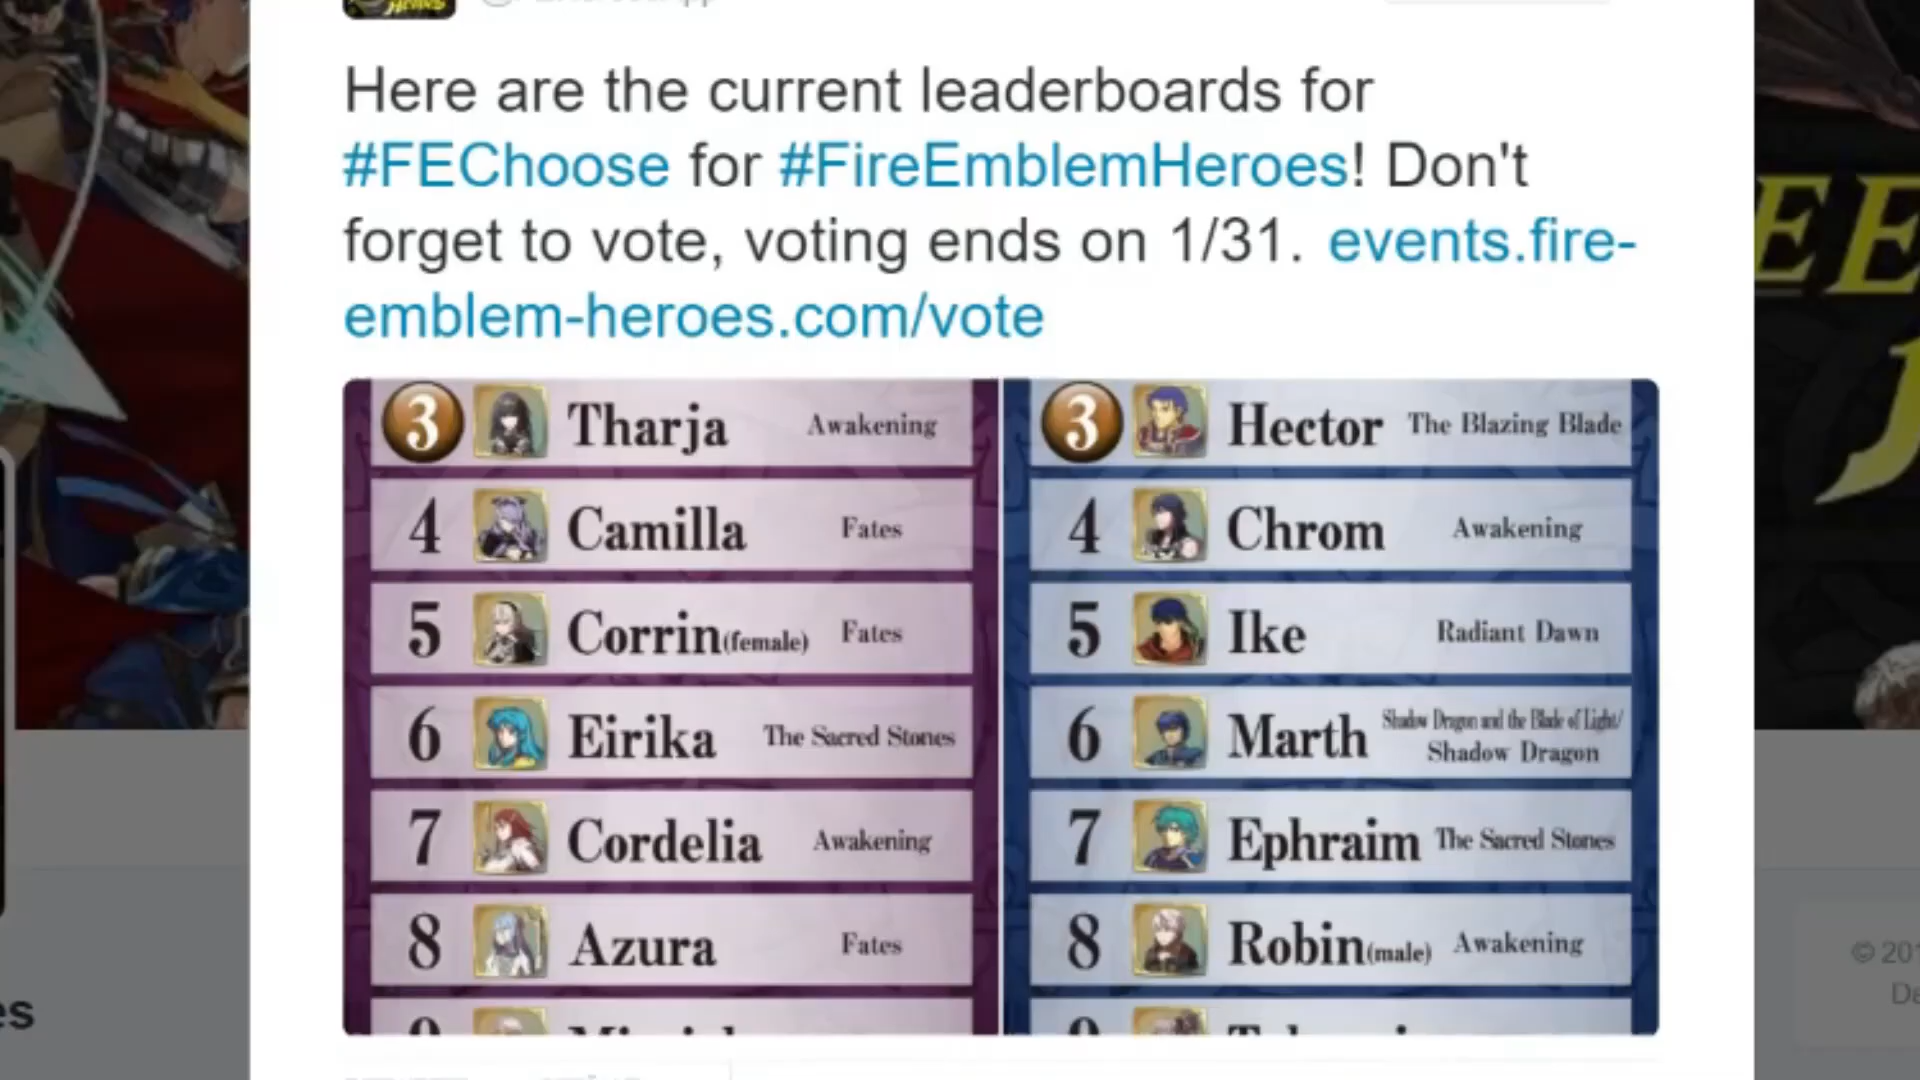 Here are the current leaderboards for
#FEChoose for #FireEmblemHeroes! Don't
forget to vote, voting ends on 1/31. events.fire-
emblem-heroes.com/vote
3 Tharja Awakening
4 Camilla Fates
5 Corrin(female) Fates
6 Eirika The Sacred Stones
7 Cordelia Awakening
8 Azura Fates
3 Hector The Blazing Blade
4 Chrom Awakening
5 Ike Radiant Dawn
6 Marth Shadow Dragon and the Blade of Light/
Shadow Dragon
7 Ephraim The Sacred Stones
8 Robin(male) Awakening
es
EE
J
© 201